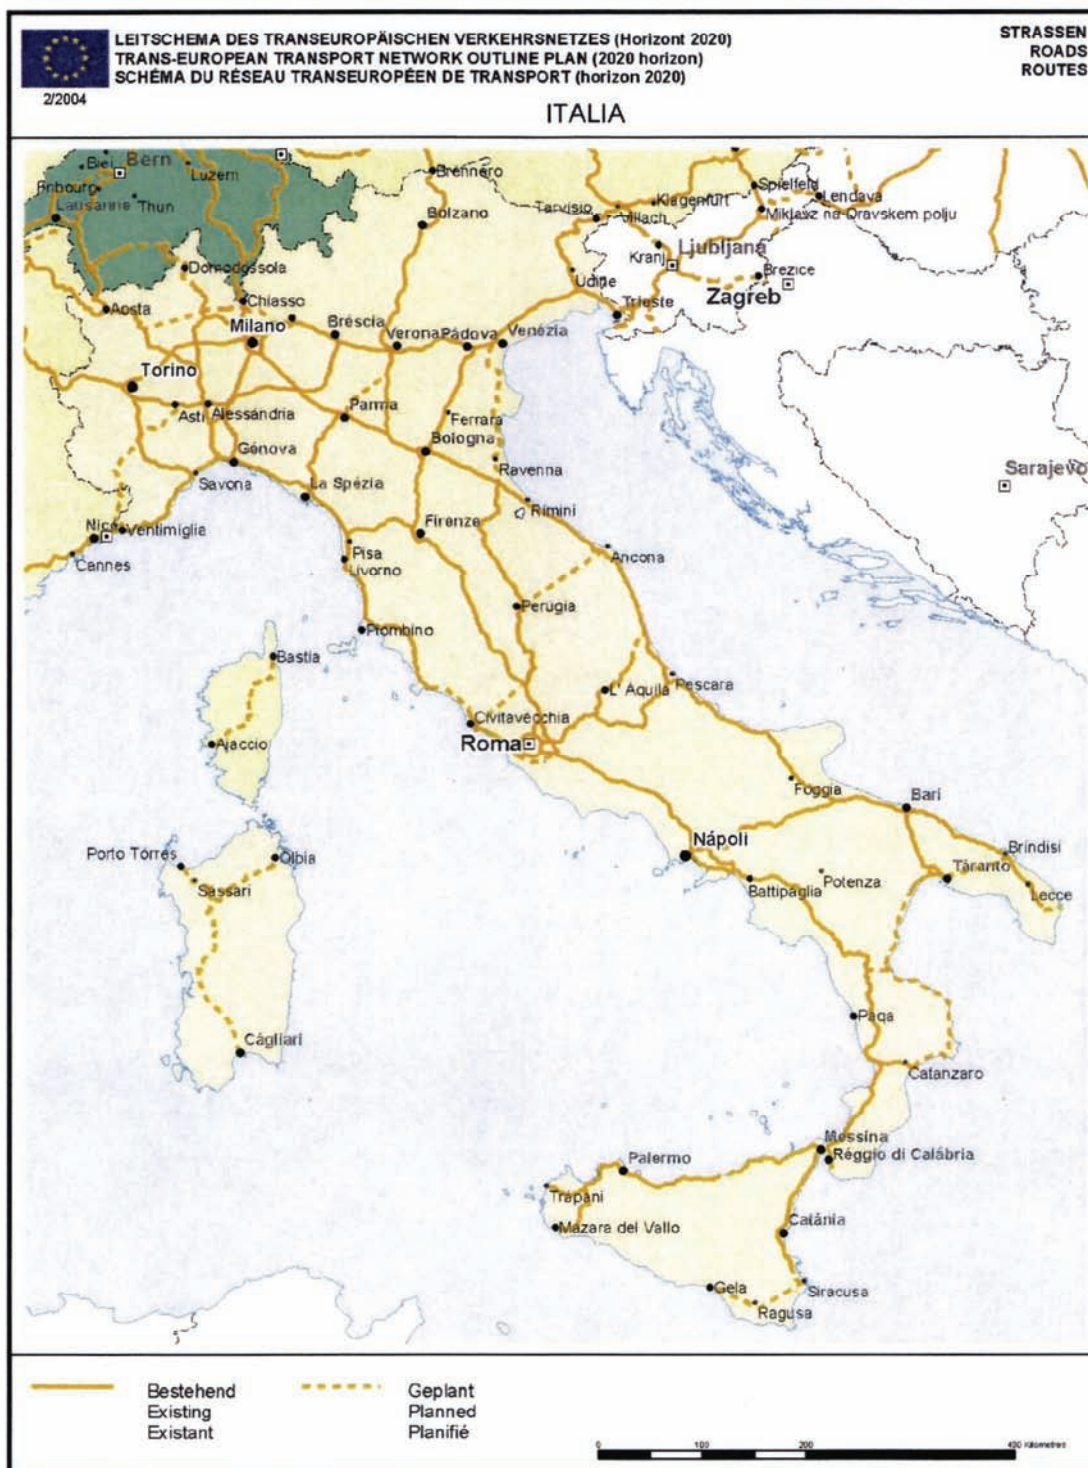 LEITSCHEMA DES TRANSEUROPÄISCHEN VERKEHRSNETZES (Horizont 2020)
TRANS-EUROPEAN TRANSPORT NETWORK OUTLINE PLAN (2020 horizon)
SCHÉMA DU RÉSEAU TRANSEUROPÉEN DE TRANSPORT (horizon 2020)
STRASSEN
ROADS
ROUTES
2/2004
ITALIA
Biel
Bern
Luzern
Fribourg
Lausanne
Thun
Brennero
Bolzano
Tarvisio
Villach
Klagenfurt
Spielfeld
Lendava
Miklavz na Dravskem polju
Ljubljana
Kranj
Domodossola
Udine
Brezice
Zagreb
Aosta
Chiasso
Trieste
Milano
Bréscia
Verona
Pádova
Venézia
Torino
Asti
Alessándria
Parma
Ferrara
Bologna
Génova
Savona
La Spézia
Ravenna
Sarajevo
Rimini
Nice
Ventimiglia
Firenze
Cannes
Pisa
Livorno
Ancona
Perugia
Piombino
Bastia
L' Aquila
Pescara
Civitavécchia
Ajaccio
Roma
Foggia
Bari
Nápoli
Brindisi
Porto Tórres
Olbia
Sassari
Battipaglia
Potenza
Táranto
Lecce
Paqa
Cágliari
Catanzaro
Messina
Réggio di Calábria
Palermo
Trapani
Mazara del Vallo
Catánia
Gela
Siracusa
Ragusa
Bestehend
Existing
Existant
Geplant
Planned
Planifié
0 100 200 400 Kilometres